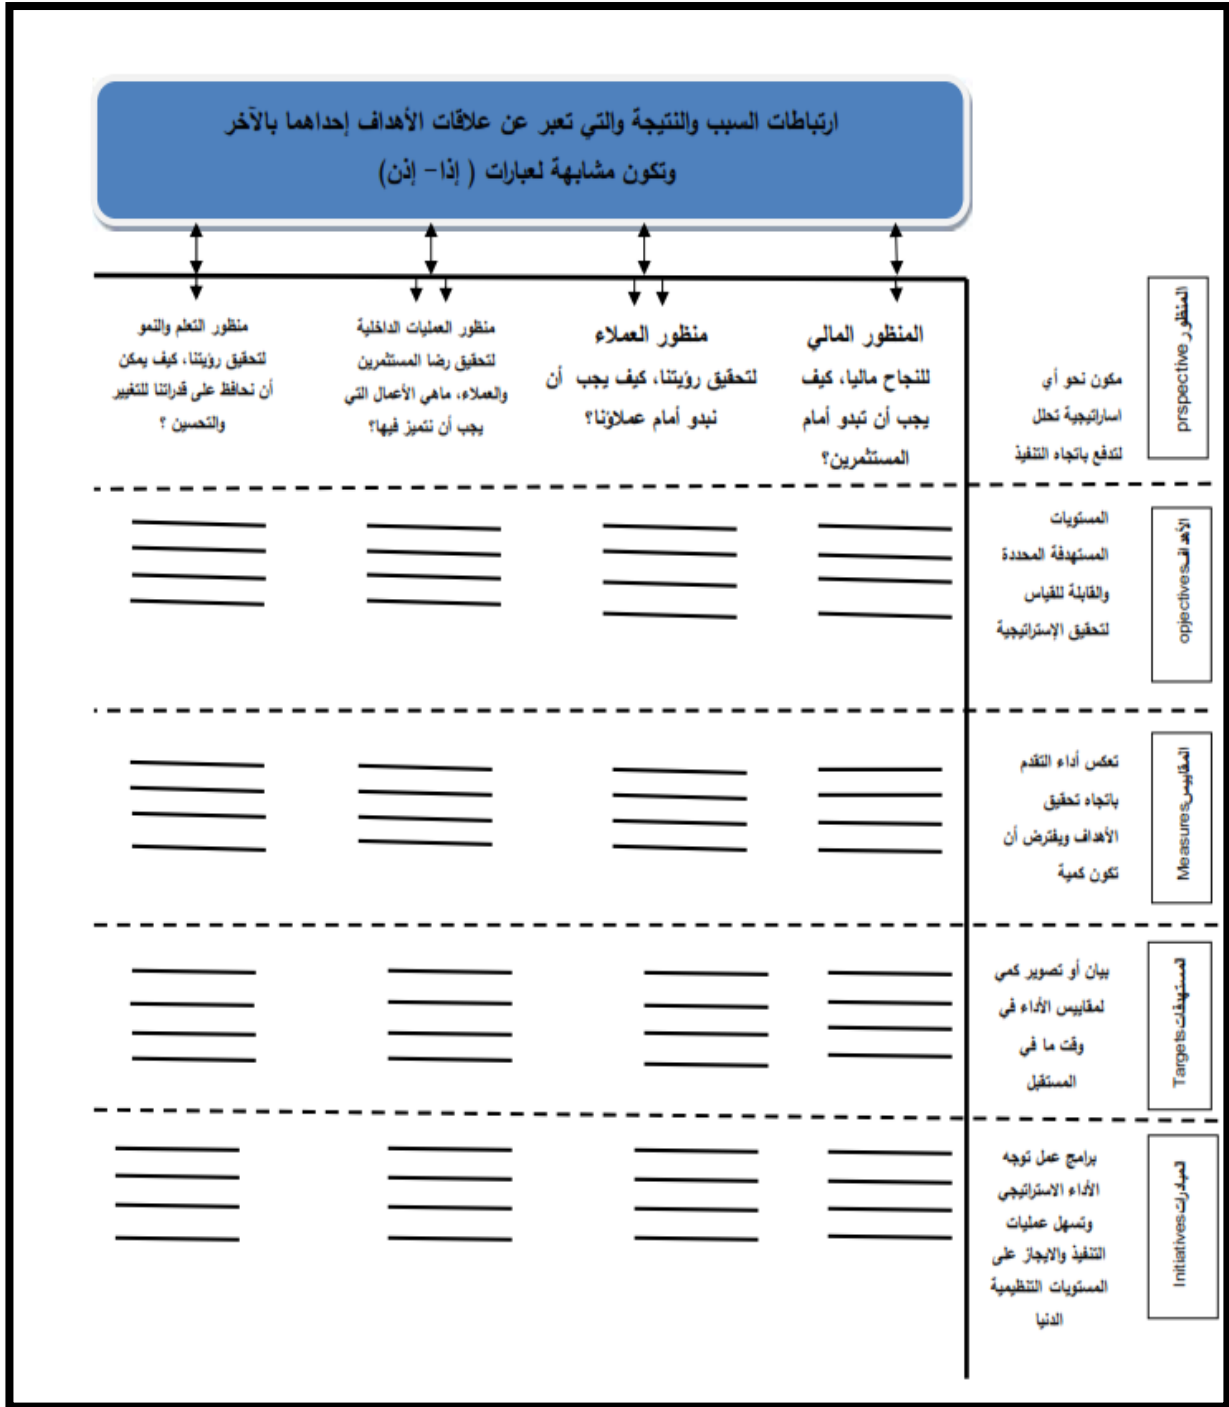 ارتباطات السبب والنتيجة والتي تعبر عن علاقات الأهداف إحداهما بالآخر
وتكون مشابهة لعبارات ( إذا– إذن)
المنظور prspective
مكون نحو أي
اسراتيجية تحلل
لتدفع باتجاه التنفيذ
المنظور المالي
للنجاح ماليا، كيف
يجب أن تبدو أمام
المستثمرين؟
منظور العملاء
لتحقيق رؤيتنا، كيف يجب أن
نبدو أمام عملاؤنا؟
منظور العمليات الداخلية
لتحقيق رضا المستثمرين
والعملاء، ماهي الأعمال التي
يجب أن نتميز فيها؟
منظور التعلم والنمو
لتحقيق رؤيتنا، كيف يمكن
أن نحافظ على قدراتنا للتغيير
والتحسين ؟
الأهداف opjectives
المستويات
المستهدفة المحددة
والقابلة للقياس
لتحقيق الإستراتيجية
المقاييس Measures
تعكس أداء التقدم
باتجاه تحقيق
الأهداف ويفترض أن
تكون كمية
المستهدفات Targets
بيان أو تصوير كمي
لمقاييس الأداء في
وقت ما في
المستقبل
المبادرات Initiatives
برامج عمل توجه
الأداء الاستراتيجي
وتسهل عمليات
التنفيذ والايجاز على
المستويات التنظيمية
الدنيا